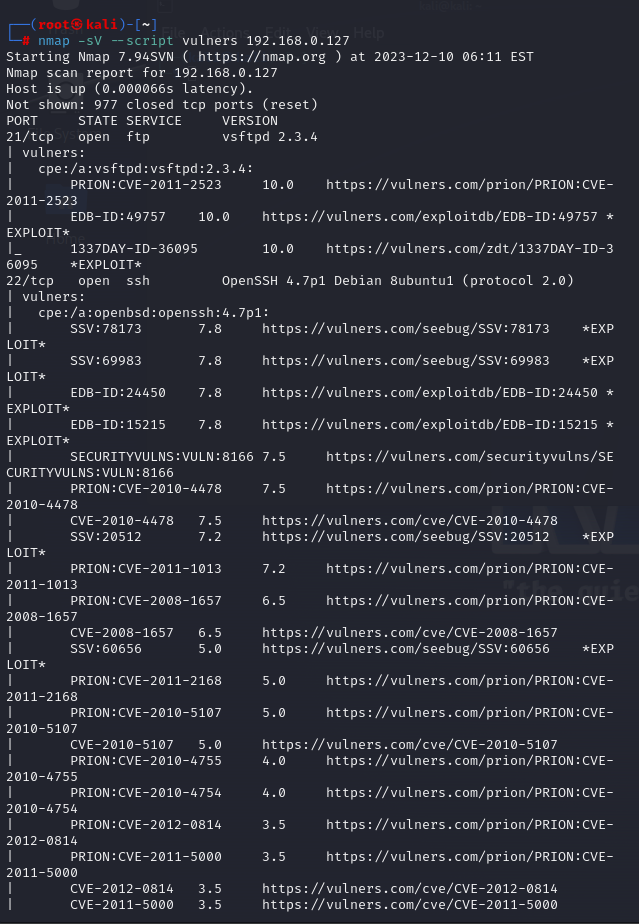 ┌──(root㉿kali)-[~]
└─# nmap -sV --script vulners 192.168.0.127
Starting Nmap 7.94SVN ( https://nmap.org ) at 2023-12-10 06:11 EST
Nmap scan report for 192.168.0.127
Host is up (0.000066s latency).
Not shown: 977 closed tcp ports (reset)
PORT     STATE SERVICE     VERSION
21/tcp   open  ftp         vsftpd 2.3.4
| vulners:
|   cpe:/a:vsftpd:vsftpd:2.3.4:
|       PRION:CVE-2011-2523     10.0    https://vulners.com/prion/PRION:CVE-
2011-2523
|       EDB-ID:49757    10.0    https://vulners.com/exploitdb/EDB-ID:49757 *
EXPLOIT*
|_      1337DAY-ID-36095        10.0    https://vulners.com/zdt/1337DAY-ID-3
6095    *EXPLOIT*
22/tcp   open  ssh         OpenSSH 4.7p1 Debian 8ubuntu1 (protocol 2.0)
| vulners:
|   cpe:/a:openbsd:openssh:4.7p1:
|       SSV:78173       7.8     https://vulners.com/seebug/SSV:78173    *EXP
LOIT*
|       SSV:69983       7.8     https://vulners.com/seebug/SSV:69983    *EXP
LOIT*
|       EDB-ID:24450    7.8     https://vulners.com/exploitdb/EDB-ID:24450 *
EXPLOIT*
|       EDB-ID:15215    7.8     https://vulners.com/exploitdb/EDB-ID:15215 *
EXPLOIT*
|       SECURITYVULNS:VULN:8166 7.5     https://vulners.com/securityvulns/SE
CURITYVULNS:VULN:8166
|       PRION:CVE-2010-4478     7.5     https://vulners.com/prion/PRION:CVE-
2010-4478
|       CVE-2010-4478   7.5     https://vulners.com/cve/CVE-2010-4478
|       SSV:20512       7.2     https://vulners.com/seebug/SSV:20512    *EXP
LOIT*
|       PRION:CVE-2011-1013     7.2     https://vulners.com/prion/PRION:CVE-
2011-1013
|       PRION:CVE-2008-1657     6.5     https://vulners.com/prion/PRION:CVE-
2008-1657
|       CVE-2008-1657   6.5     https://vulners.com/cve/CVE-2008-1657
|       SSV:60656       5.0     https://vulners.com/seebug/SSV:60656    *EXP
LOIT*
|       PRION:CVE-2011-2168     5.0     https://vulners.com/prion/PRION:CVE-
2011-2168
|       PRION:CVE-2010-5107     5.0     https://vulners.com/prion/PRION:CVE-
2010-5107
|       CVE-2010-5107   5.0     https://vulners.com/cve/CVE-2010-5107
|       PRION:CVE-2010-4755     4.0     https://vulners.com/prion/PRION:CVE-
2010-4755
|       PRION:CVE-2010-4754     4.0     https://vulners.com/prion/PRION:CVE-
2010-4754
|       PRION:CVE-2012-0814     3.5     https://vulners.com/prion/PRION:CVE-
2012-0814
|       PRION:CVE-2011-5000     3.5     https://vulners.com/prion/PRION:CVE-
2011-5000
|       CVE-2012-0814   3.5     https://vulners.com/cve/CVE-2012-0814
|       CVE-2011-5000   3.5     https://vulners.com/cve/CVE-2011-5000